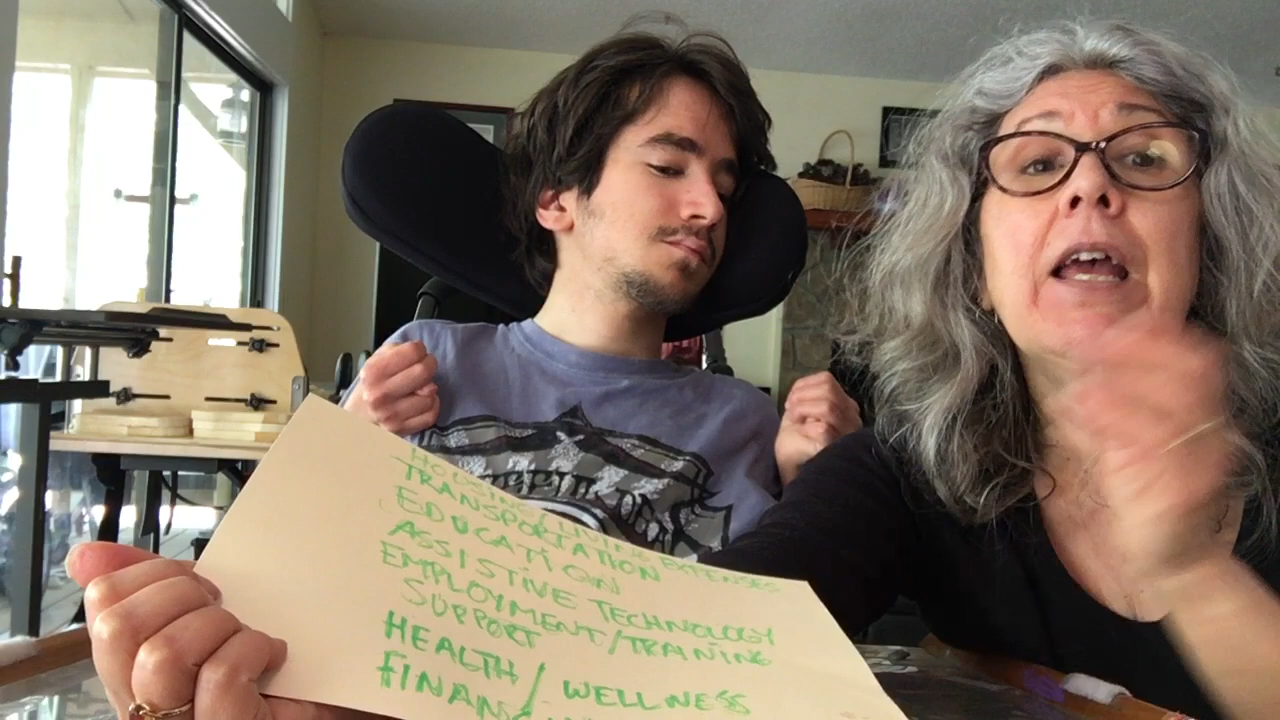 HOUSING/LIVING EXPENSES
TRANSPORTATION
EDUCATION
ASSISTIVE TECHNOLOGY
EMPLOYMENT/TRAINING
SUPPORT
HEALTH/WELLNESS